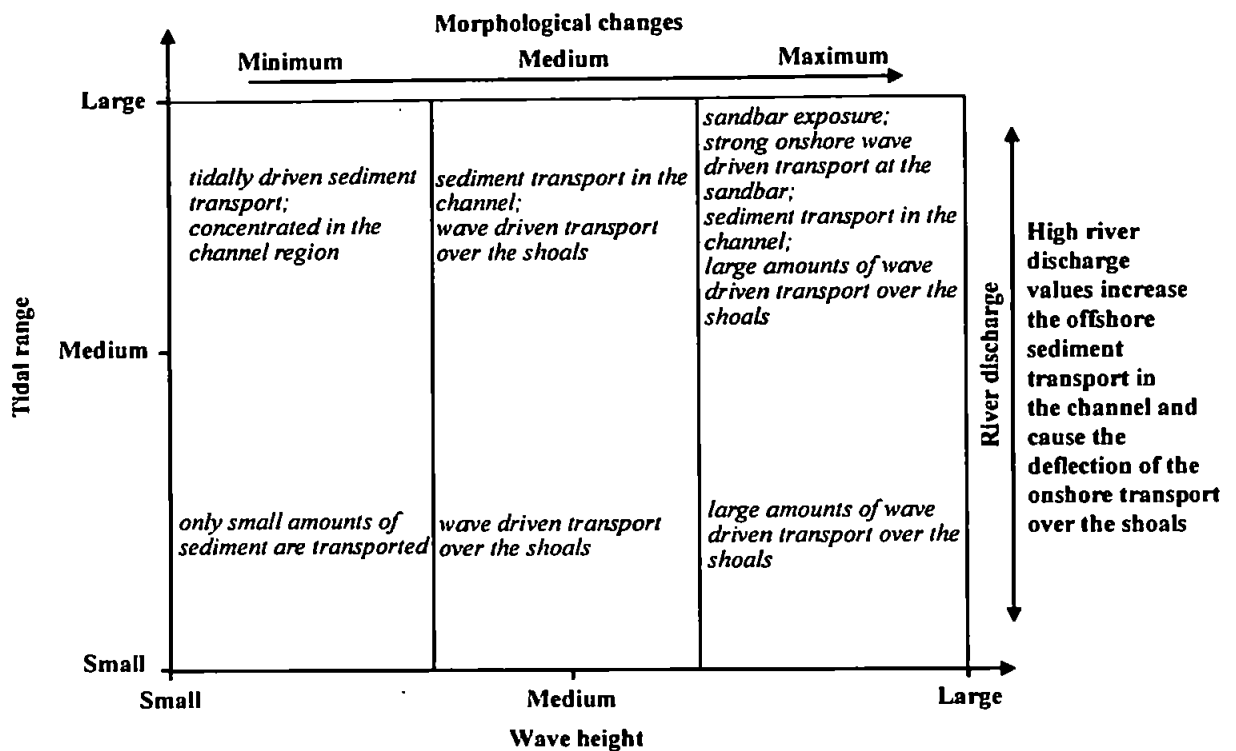 Morphological changes
Minimum
Medium
Maximum
Large
tidally driven sediment
transport;
concentrated in the
channel region
sediment transport in the
channel;
wave driven transport
over the shoals
sandbar exposure;
strong onshore wave
driven transport at the
sandbar;
sediment transport in the
channel;
large amounts of wave
driven transport over the
shoals
Tidal range
Medium
River discharge
High river
discharge
values increase
the offshore
sediment
transport in
the channel and
cause the
deflection of the
onshore transport
over the shoals
only small amounts of
sediment are transported
wave driven transport
over the shoals
large amounts of wave
driven transport over the
shoals
Small
Small
Medium
Large
Wave height